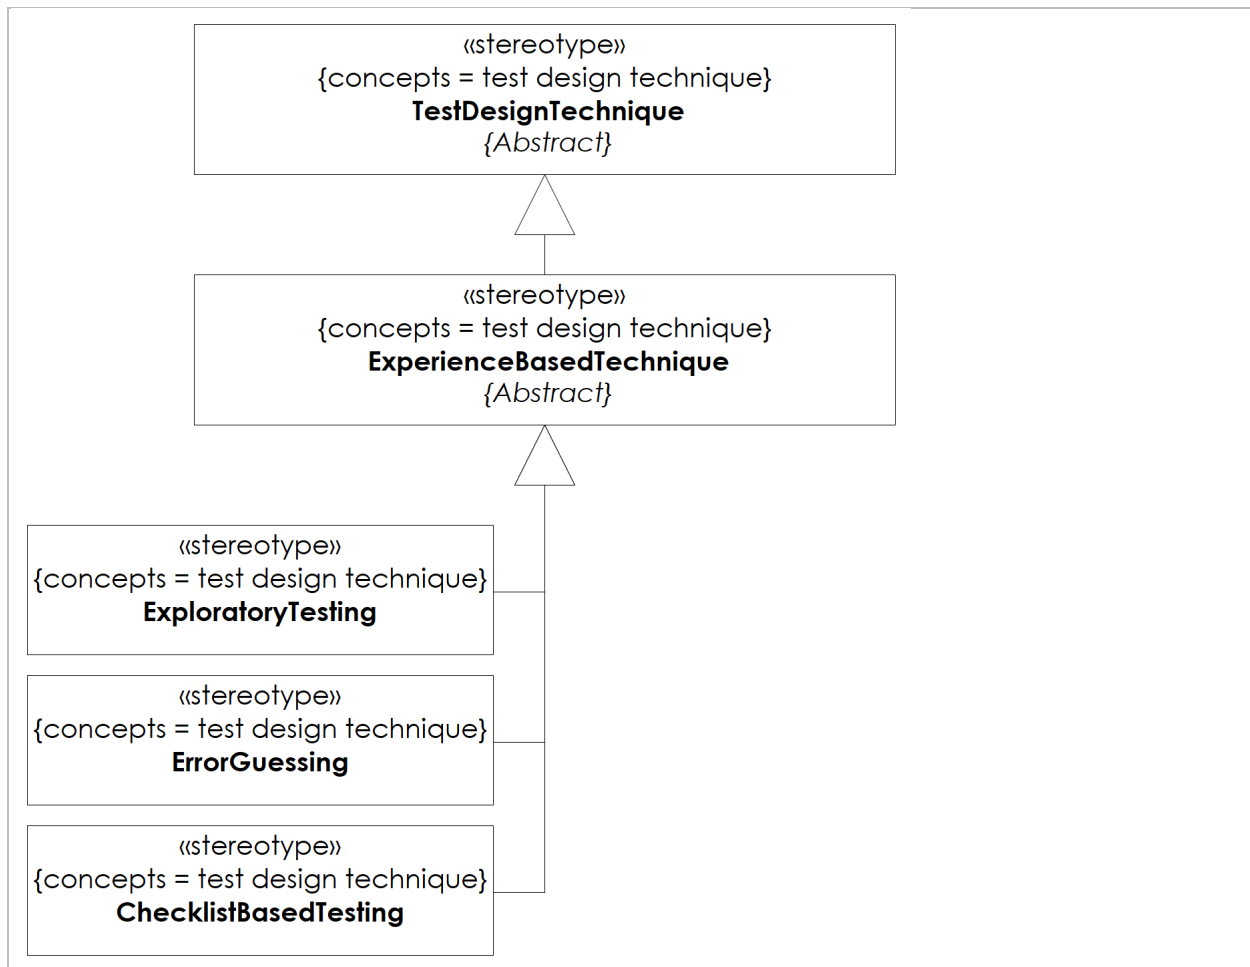 «stereotype»
{concepts = test design technique}
TestDesignTechnique
{Abstract}
«stereotype»
{concepts = test design technique}
ExperienceBasedTechnique
{Abstract}
«stereotype»
{concepts = test design technique}
ExploratoryTesting
«stereotype»
{concepts = test design technique}
ErrorGuessing
«stereotype»
{concepts = test design technique}
ChecklistBasedTesting